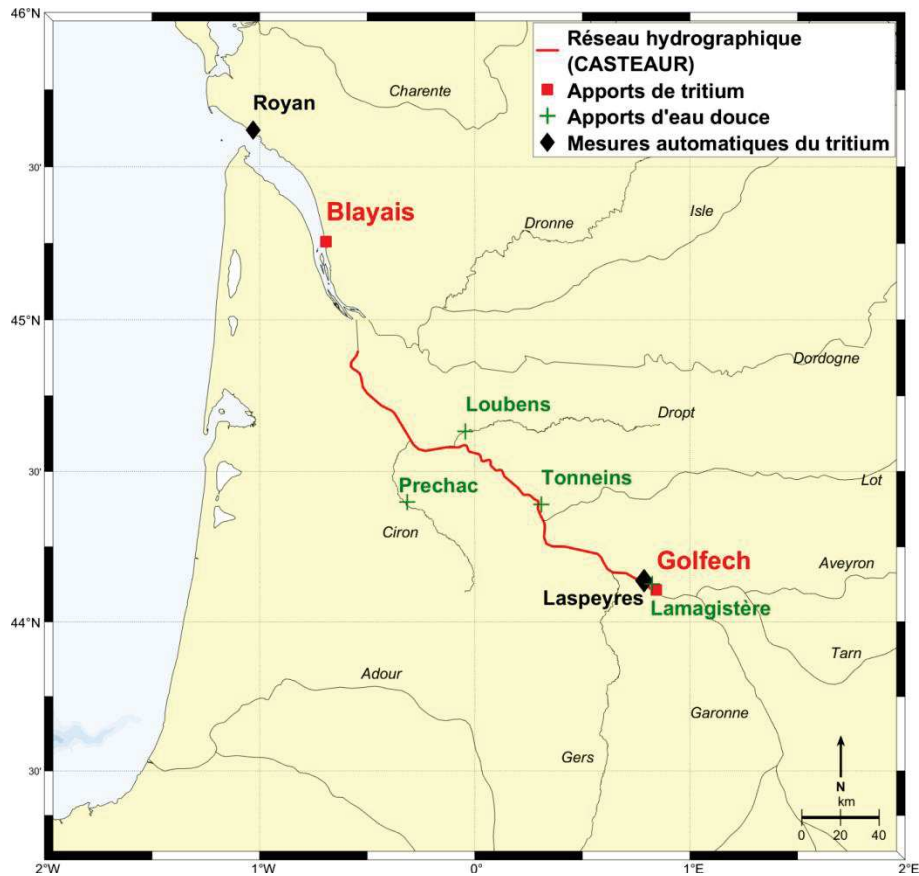 46°N
Réseau hydrographique
(CASTEAUR)
Apports de tritium
Apports d'eau douce
Mesures automatiques du tritium
Charente
Royan
30'
Blayais
Isle
Dronne
45°N
Dordogne
Loubens
Dropt
30'
Prechac
Tonneins
Lot
Ciron
Golfech
Aveyron
Laspeyres
Lamagistère
44°N
Tarn
Adour
Garonne
Gers
30'
N
km
0 20 40
2°W
1°W
0°
1°E
2°E